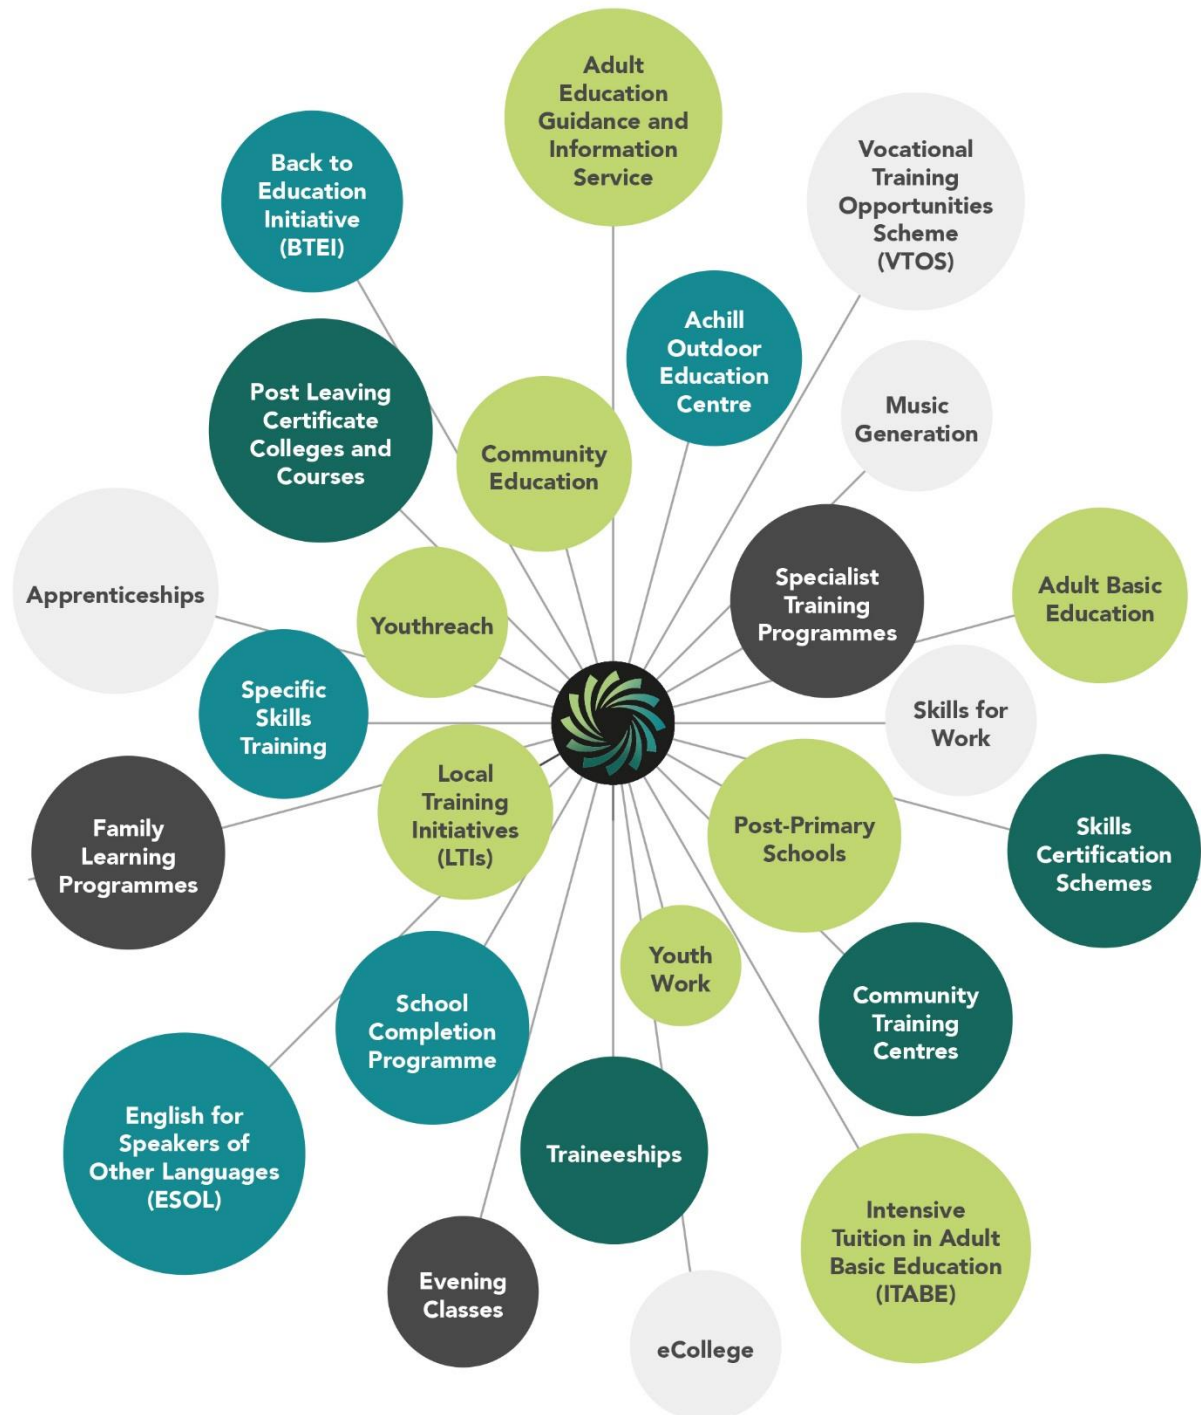 Adult
Education
Guidance and
Information
Service
Back to
Education
Initiative
(BTEI)
Vocational
Training
Opportunities
Scheme
(VTOS)
Achill
Outdoor
Education
Centre
Post Leaving
Certificate
Colleges and
Courses
Community
Education
Music
Generation
Apprenticeships
Youthreach
Specialist
Training
Programmes
Adult Basic
Education
Specific
Skills
Training
Skills for
Work
Local
Training
Initiatives
(LTIs)
Family
Learning
Programmes
Post-Primary
Schools
Skills
Certification
Schemes
Youth
Work
School
Completion
Programme
Community
Training
Centres
English for
Speakers of
Other Languages
(ESOL)
Traineeships
Intensive
Tuition in Adult
Basic Education
(ITABE)
Evening
Classes
eCollege